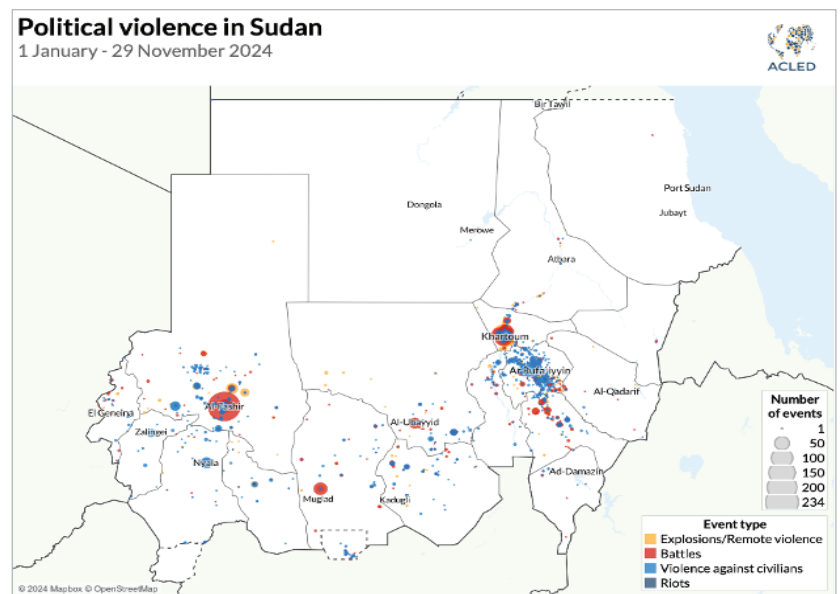 Political violence in Sudan
1 January - 29 November 2024
ACLED
Bir Tawil
Port Sudan
Dongola
Jubayt
Merowe
Atbara
Khartoum
Al-Qadarif
El Geneina
Al-Fashir
Al-Ubayyid
Zalingei
Nyala
Ad-Damazin
Muglad
Kadugli
Number
of events
1
50
100
150
200
234
Event type
Explosions/Remote violence
Battles
Violence against civilians
Riots
© 2024 Mapbox © OpenStreetMap